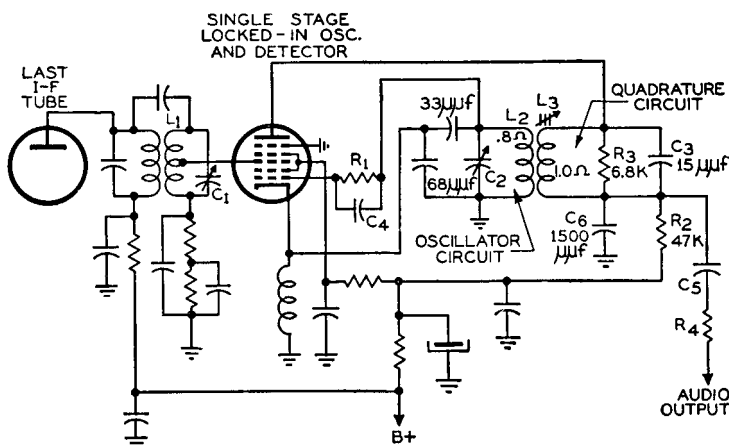 SINGLE STAGE
LOCKED-IN OSC.
AND DETECTOR
LAST
I-F
TUBE
L1
C1
R1
C4
33μμf
68μμf
C2
L2
.8Ω
L3
QUADRATURE
CIRCUIT
1.0Ω
R3
6.8K
C3
15μμf
OSCILLATOR
CIRCUIT
C6
1500
μμf
R2
47K
C5
R4
AUDIO
OUTPUT
B+